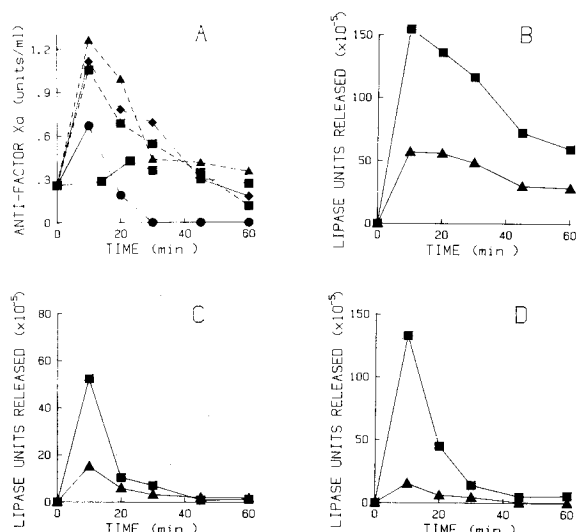 A
ANTI-FACTOR Xa (units/ml)
1.2
.9
.6
.3
0
0 20 40 60
TIME (min )
B
LIPASE UNITS RELEASED (x10⁻⁵)
150
100
50
0
0 20 40 60
TIME (min )
C
LIPASE UNITS RELEASED (x10⁻⁵)
80
60
40
20
0
0 20 40 60
TIME (min )
D
LIPASE UNITS RELEASED (x10⁻⁵)
150
100
50
0
0 20 40 60
TIME (min )